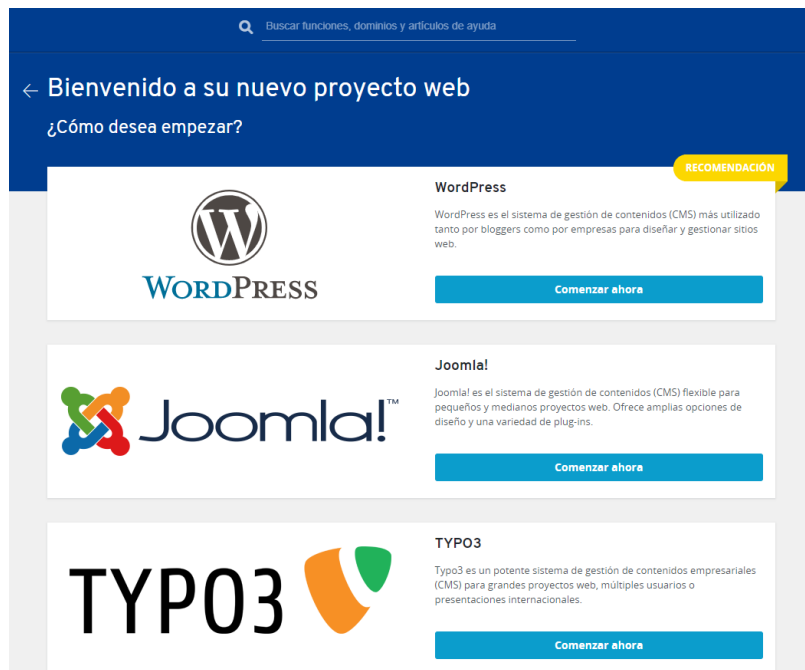 Buscar funciones, dominios y artículos de ayuda
Bienvenido a su nuevo proyecto web
¿Cómo desea empezar?
RECOMENDACIÓN
WORDPRESS
WordPress
WordPress es el sistema de gestión de contenidos (CMS) más utilizado
tanto por bloggers como por empresas para diseñar y gestionar sitios
web.
Comenzar ahora
Joomla!™
Joomla!
Joomla! es el sistema de gestión de contenidos (CMS) flexible para
pequeños y medianos proyectos web. Ofrece amplias opciones de
diseño y una variedad de plug-ins.
Comenzar ahora
TYPO3
TYPO3
Typo3 es un potente sistema de gestión de contenidos empresariales
(CMS) para grandes proyectos web, múltiples usuarios o
presentaciones internacionales.
Comenzar ahora